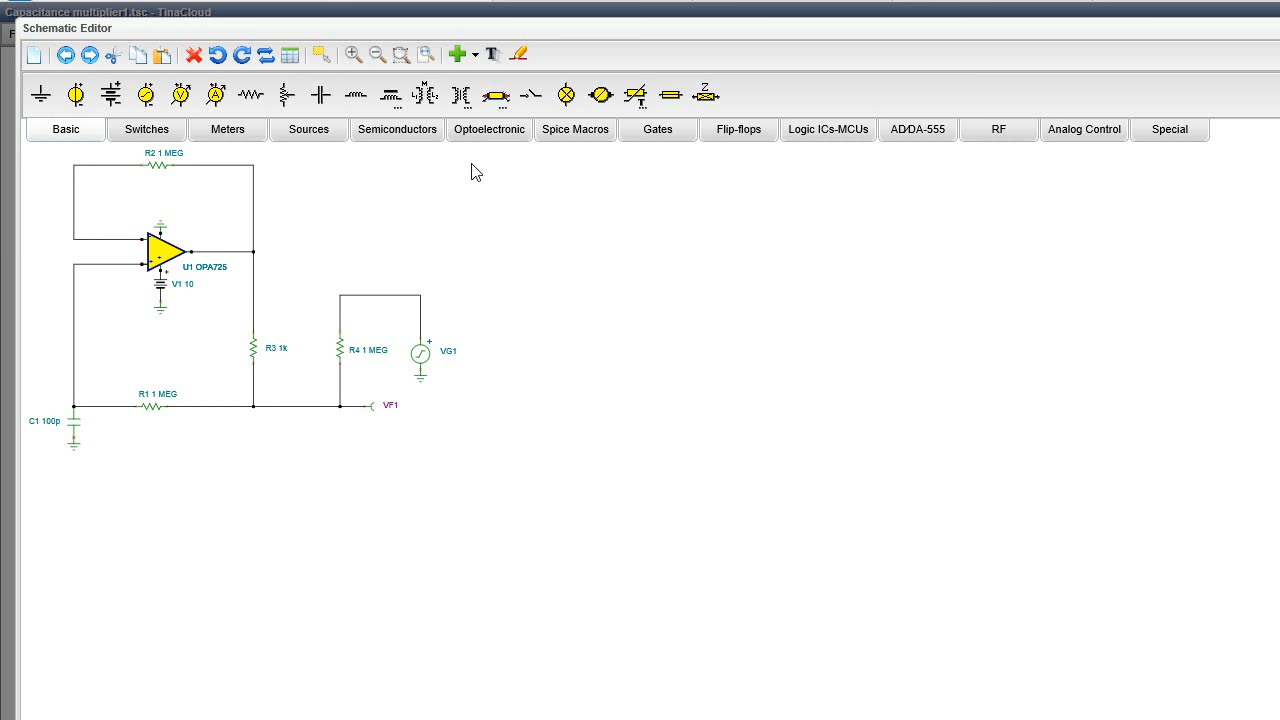 Capacitance multiplier1.tsc - TinaCloud
F
Schematic Editor
T
M
Z
Basic Switches Meters Sources Semiconductors Optoelectronic Spice Macros Gates Flip-flops Logic ICs-MCUs AD/DA-555 RF Analog Control Special
R2 1 MEG
U1 OPA725
V1 10
R3 1k
R4 1 MEG
VG1
R1 1 MEG
VF1
C1 100p